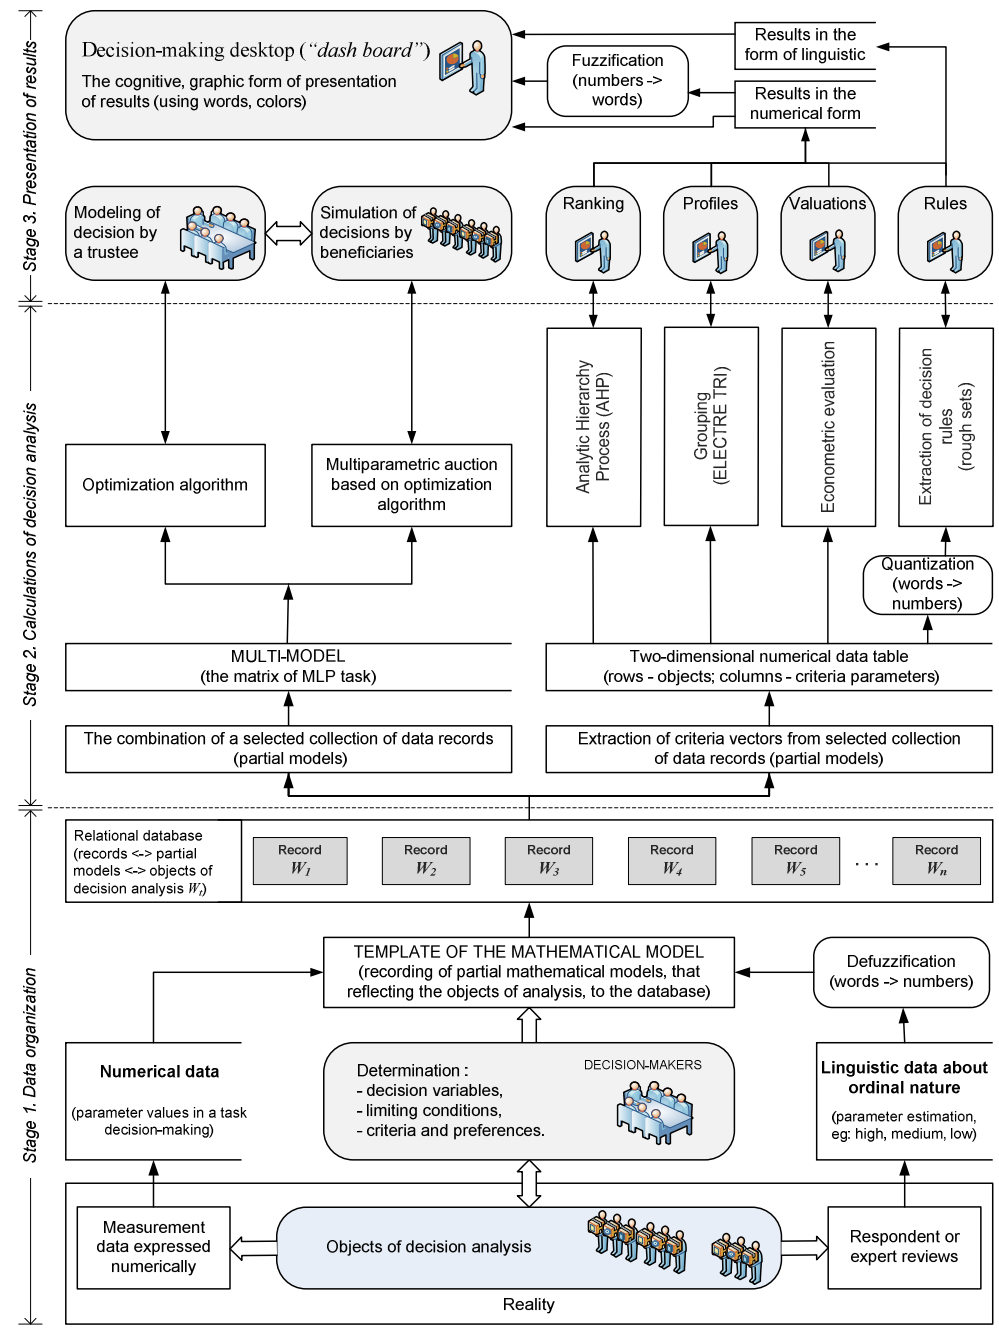 Stage 3. Presentation of results
Decision-making desktop (“dash board”)
The cognitive, graphic form of presentation
of results (using words, colors)
Fuzzification
(numbers ->
words)
Results in the
form of linguistic
Results in the
numerical form
Modeling of
decision by
a trustee
Simulation of
decisions by
beneficiaries
Ranking
Profiles
Valuations
Rules
Stage 2. Calculations of decision analysis
Optimization algorithm
Multiparametric auction
based on optimization
algorithm
Analytic Hierarchy
Process (AHP)
Grouping
(ELECTRE TRI)
Econometric evaluation
Extraction of decision
rules
(rough sets)
Quantization
(words ->
numbers)
MULTI-MODEL
(the matrix of MLP task)
Two-dimensional numerical data table
(rows - objects; columns - criteria parameters)
The combination of a selected collection of data records
(partial models)
Extraction of criteria vectors from selected collection
of data records (partial models)
Stage 1. Data organization
Relational database
(records <-> partial
models <-> objects of
decision analysis Wt)
Record
W1
Record
W2
Record
W3
Record
W4
Record
W5
. . .
Record
Wn
TEMPLATE OF THE MATHEMATICAL MODEL
(recording of partial mathematical models, that
reflecting the objects of analysis, to the database)
Defuzzification
(words -> numbers)
Numerical data
(parameter values in a task
decision-making)
DECISION-MAKERS
Determination :
- decision variables,
- limiting conditions,
- criteria and preferences.
Linguistic data about
ordinal nature
(parameter estimation,
eg: high, medium, low)
Measurement
data expressed
numerically
Objects of decision analysis
Respondent or
expert reviews
Reality